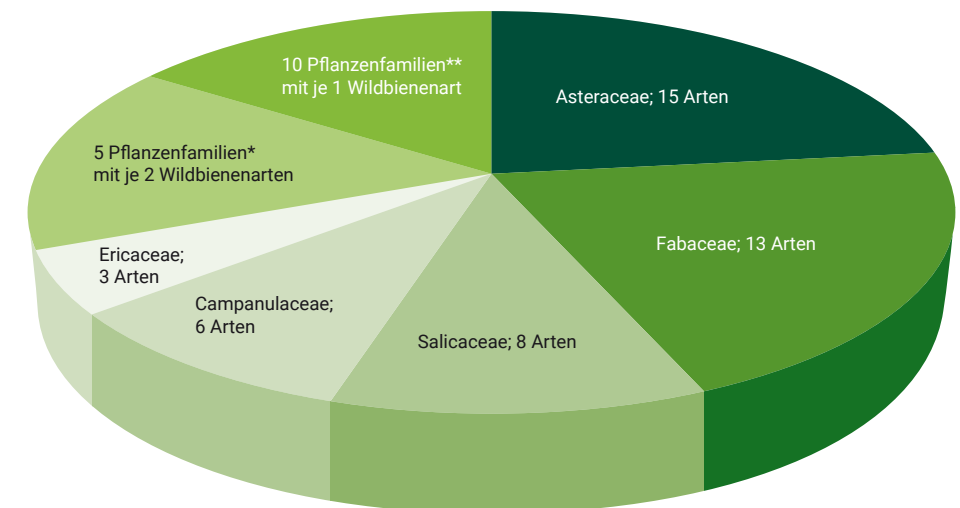 10 Pflanzenfamilien**
mit je 1 Wildbienenart
Asteraceae; 15 Arten
5 Pflanzenfamilien*
mit je 2 Wildbienenarten
Fabaceae; 13 Arten
Ericaceae;
3 Arten
Campanulaceae;
6 Arten
Salicaceae; 8 Arten